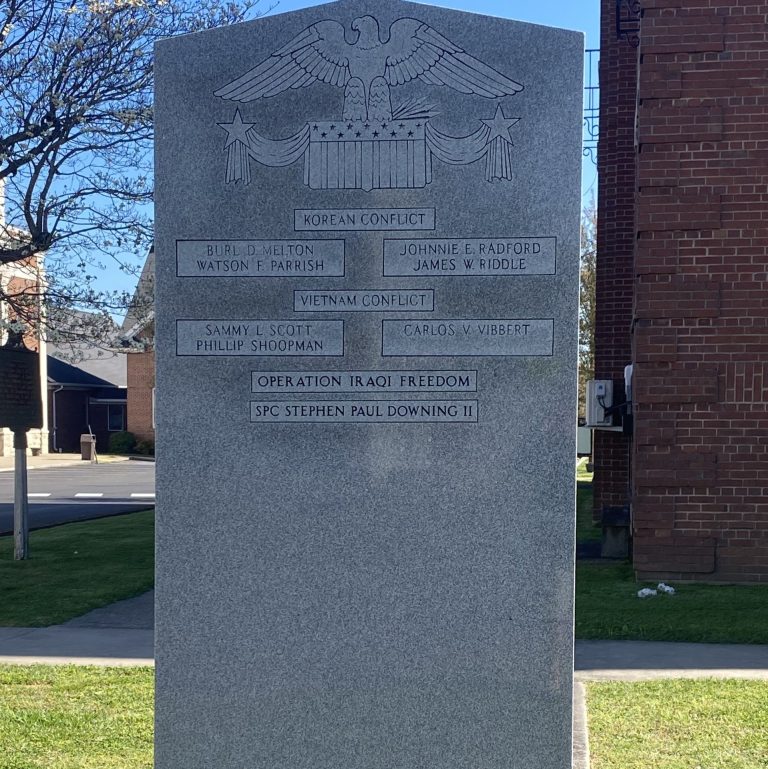 KOREAN CONFLICT
BURL D. MELTON
WATSON F. PARRISH
JOHNNIE E. RADFORD
JAMES W. RIDDLE
VIETNAM CONFLICT
SAMMY L. SCOTT
PHILLIP SHOOPMAN
CARLOS V. VIBBERT
OPERATION IRAQI FREEDOM
SPC STEPHEN PAUL DOWNING II